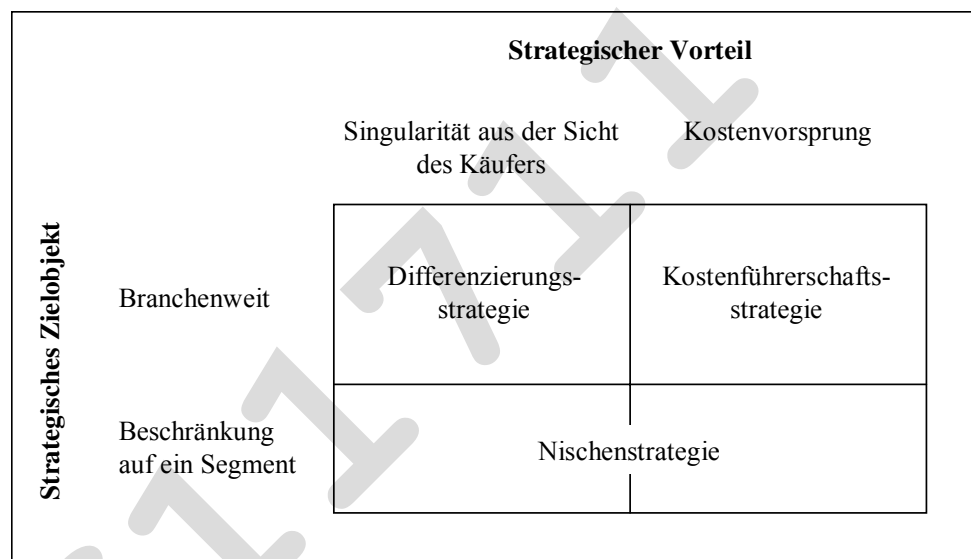 Strategischer Vorteil
Singularität aus der Sicht
des Käufers
Kostenvorsprung
Strategisches Zielobjekt
Branchenweit
Differenzierungs-
strategie
Kostenführerschafts-
strategie
Beschränkung
auf ein Segment
Nischenstrategie